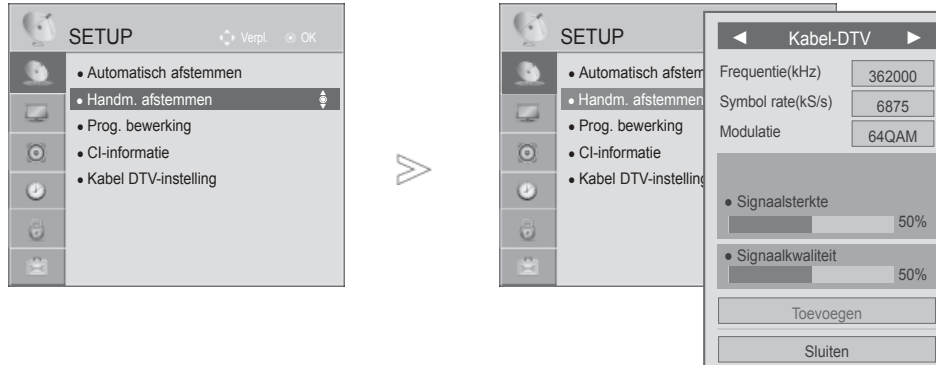 SETUP Verpl. OK
• Automatisch afstemmen
• Handm. afstemmen
• Prog. bewerking
• CI-informatie
• Kabel DTV-instelling
SETUP
• Automatisch afstem
• Handm. afstemmen
• Prog. bewerking
• CI-informatie
• Kabel DTV-instelling
◄ Kabel-DTV ►
Frequentie(kHz) 362000
Symbol rate(kS/s) 6875
Modulatie 64QAM
• Signaalsterkte
50%
• Signaalkwaliteit
50%
Toevoegen
Sluiten